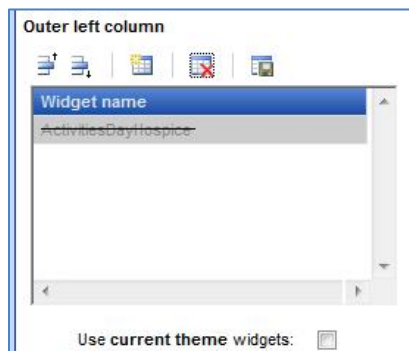 Outer left column
Widget name
ActivitiesDayHospice
Use current theme widgets: